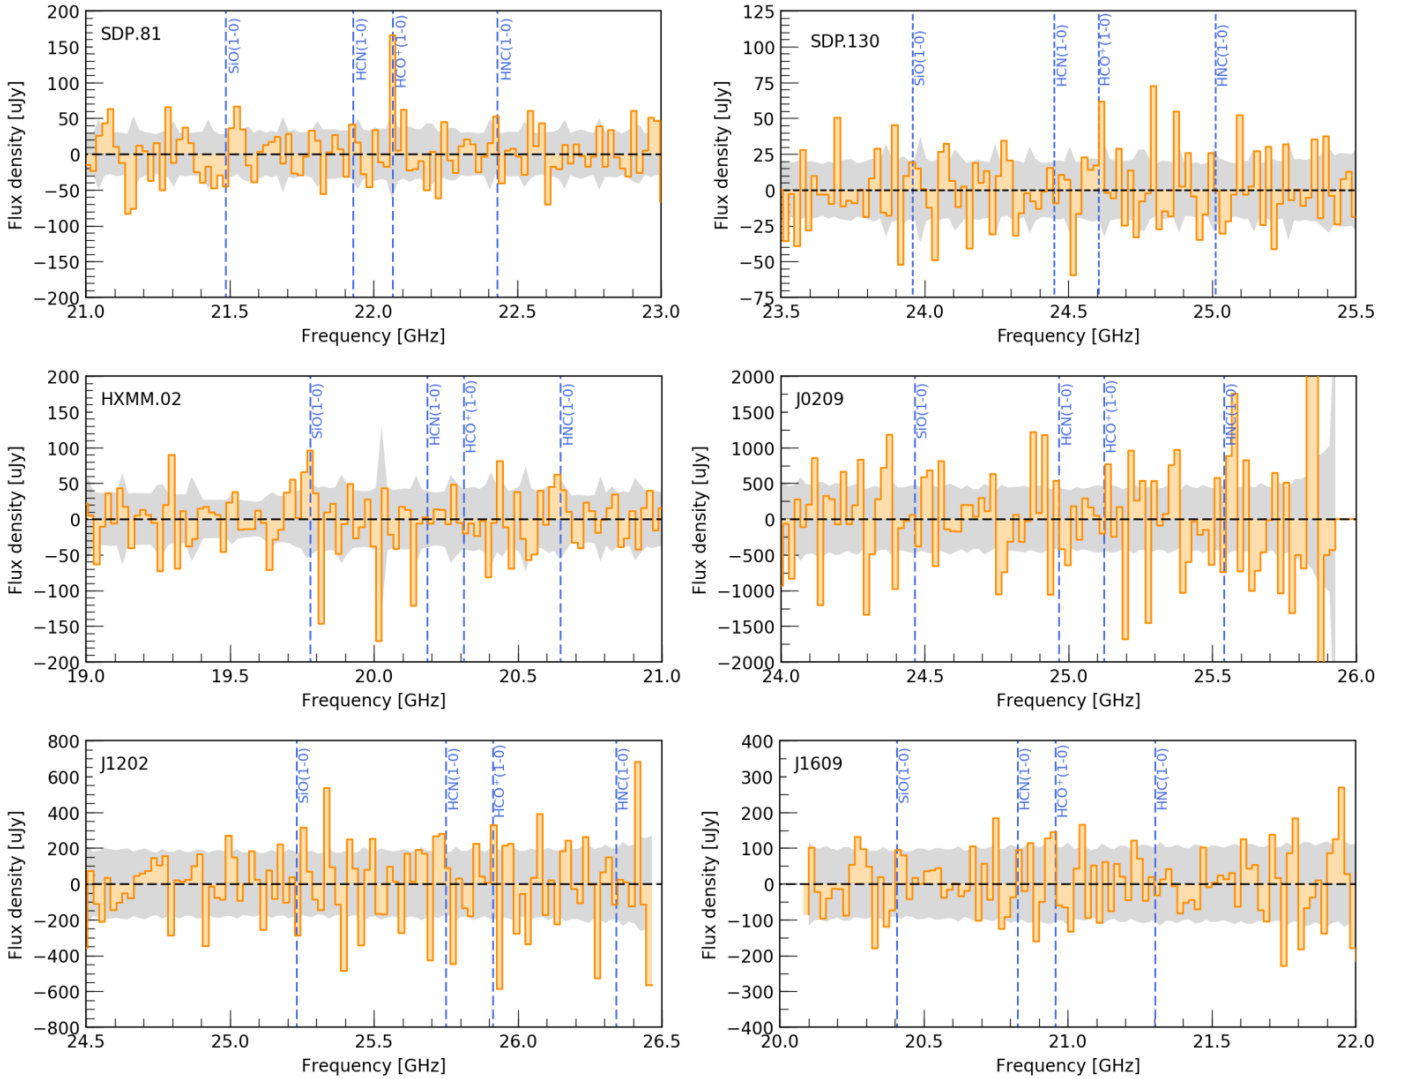 SDP.81
SiO(1-0)
HCN(1-0)
HCO⁺(1-0)
HNC(1-0)
200
150
100
50
0
−50
−100
−150
−200
Flux density [uJy]
21.0 21.5 22.0 22.5 23.0
Frequency [GHz]
SDP.130
SiO(1-0)
HCN(1-0)
HCO⁺(1-0)
HNC(1-0)
125
100
75
50
25
0
−25
−50
−75
Flux density [uJy]
23.5 24.0 24.5 25.0 25.5
Frequency [GHz]
HXMM.02
SiO(1-0)
HCN(1-0)
HCO⁺(1-0)
HNC(1-0)
200
150
100
50
0
−50
−100
−150
−200
Flux density [uJy]
19.0 19.5 20.0 20.5 21.0
Frequency [GHz]
J0209
SiO(1-0)
HCN(1-0)
HCO⁺(1-0)
HNC(1-0)
2000
1500
1000
500
0
−500
−1000
−1500
−2000
Flux density [uJy]
24.0 24.5 25.0 25.5 26.0
Frequency [GHz]
J1202
SiO(1-0)
HCN(1-0)
HCO⁺(1-0)
HNC(1-0)
800
600
400
200
0
−200
−400
−600
−800
Flux density [uJy]
24.5 25.0 25.5 26.0 26.5
Frequency [GHz]
J1609
SiO(1-0)
HCN(1-0)
HCO⁺(1-0)
HNC(1-0)
400
300
200
100
0
−100
−200
−300
−400
Flux density [uJy]
20.0 20.5 21.0 21.5 22.0
Frequency [GHz]